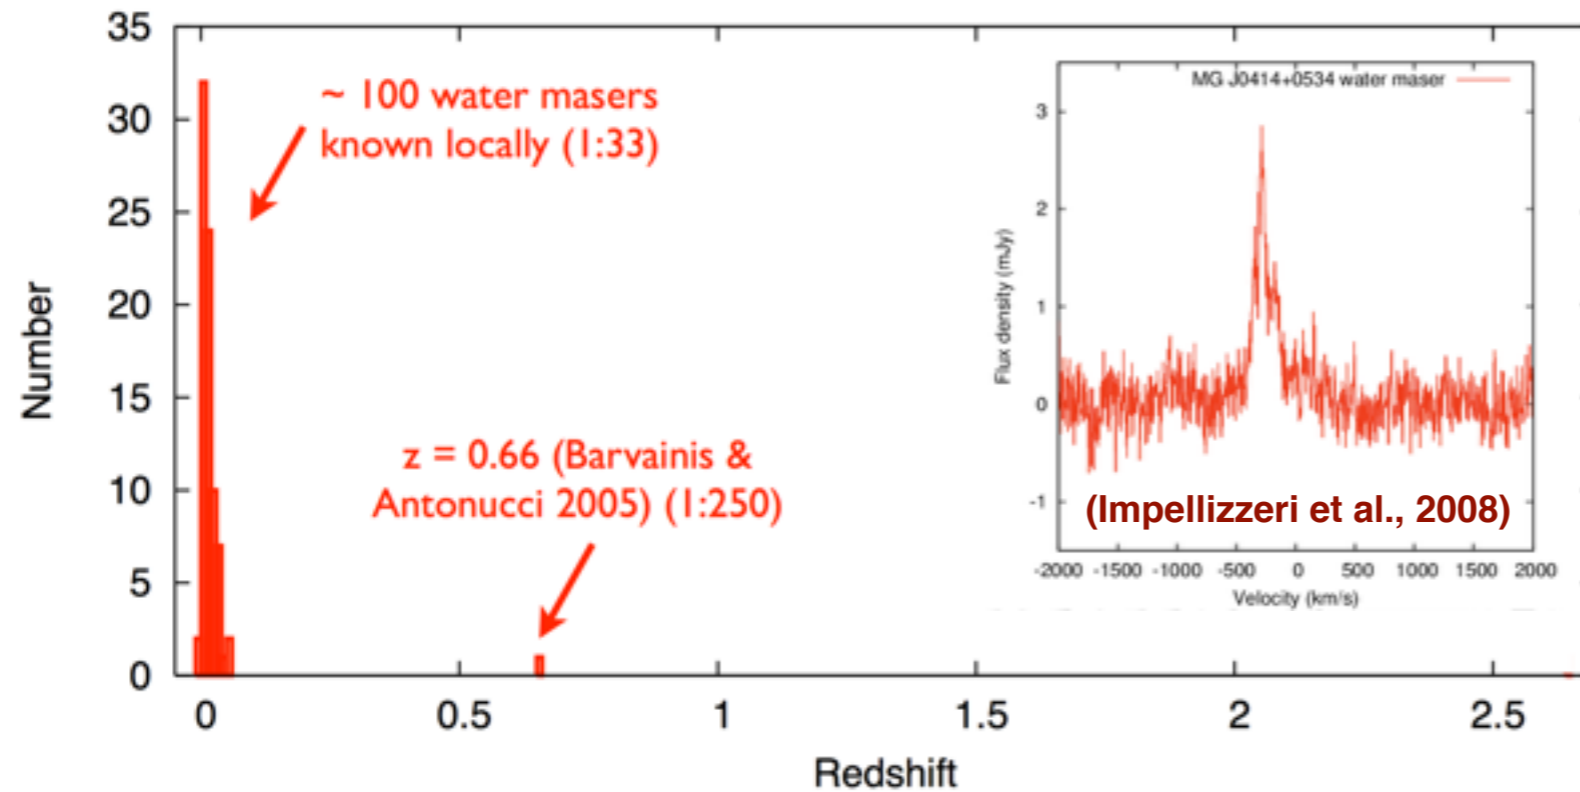 35
30
25
20
15
10
5
0
Number
~ 100 water masers
known locally (1:33)
z = 0.66 (Barvainis &
Antonucci 2005) (1:250)
0 0.5 1 1.5 2 2.5
Redshift
MG J0414+0534 water maser
3
2
1
0
-1
Flux density (mJy)
(Impellizzeri et al., 2008)
-2000 -1500 -1000 -500 0 500 1000 1500 2000
Velocity (km/s)